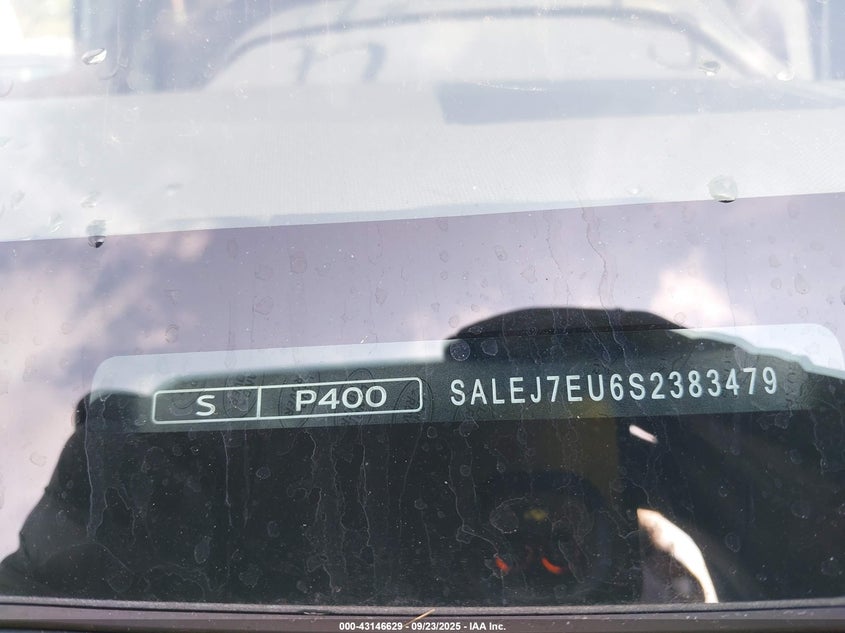 S P400 SALEJ7EU6S2383479
000-43146629 - 09/23/2025 - IAA Inc.